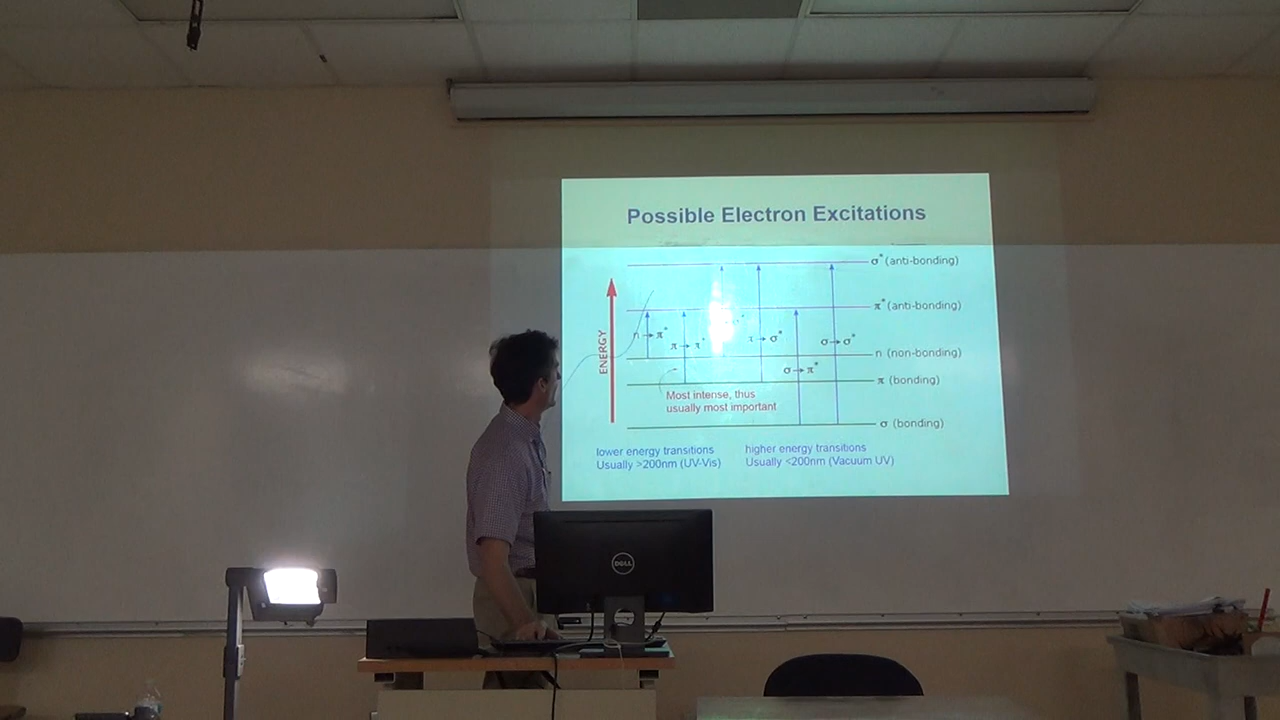 Possible Electron Excitations
σ* (anti-bonding)
π* (anti-bonding)
n → π*
π → π*
→ σ*
σ → σ*
n (non-bonding)
σ → π*
π (bonding)
ENERGY
Most intense, thus
usually most important
σ (bonding)
lower energy transitions
Usually >200nm (UV-Vis)
higher energy transitions
Usually <200nm (Vacuum UV)
DELL